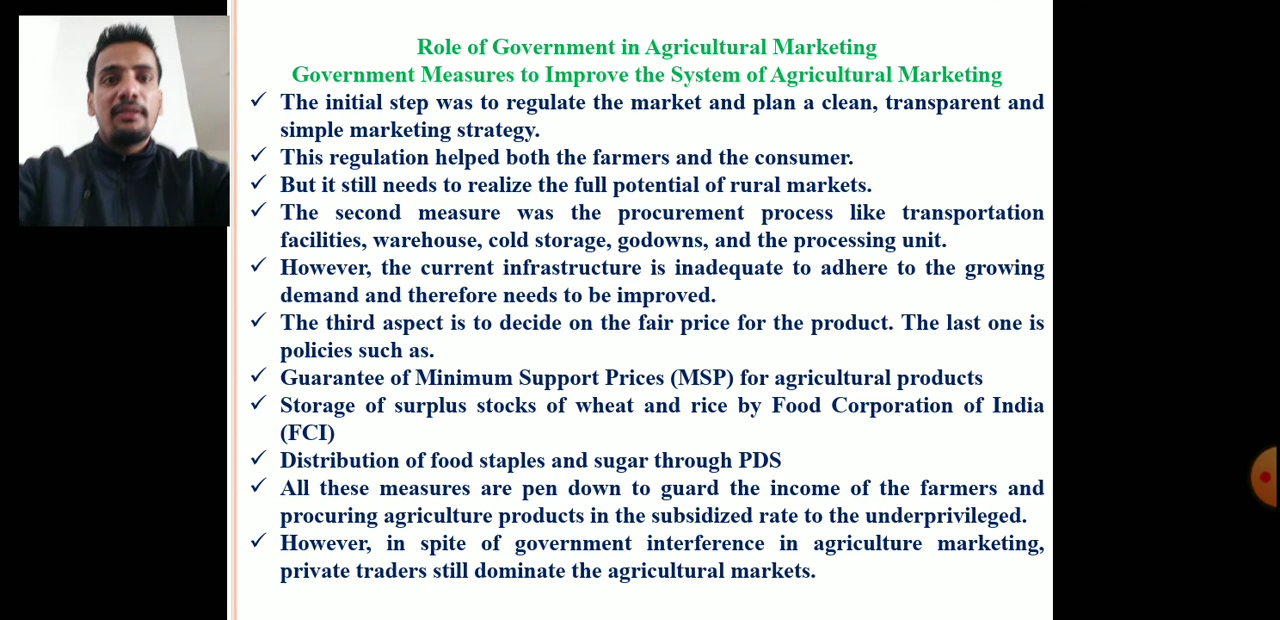 Role of Government in Agricultural Marketing
Government Measures to Improve the System of Agricultural Marketing
✓ The initial step was to regulate the market and plan a clean, transparent and
simple marketing strategy.
✓ This regulation helped both the farmers and the consumer.
✓ But it still needs to realize the full potential of rural markets.
✓ The second measure was the procurement process like transportation
facilities, warehouse, cold storage, godowns, and the processing unit.
✓ However, the current infrastructure is inadequate to adhere to the growing
demand and therefore needs to be improved.
✓ The third aspect is to decide on the fair price for the product. The last one is
policies such as.
✓ Guarantee of Minimum Support Prices (MSP) for agricultural products
✓ Storage of surplus stocks of wheat and rice by Food Corporation of India
(FCI)
✓ Distribution of food staples and sugar through PDS
✓ All these measures are pen down to guard the income of the farmers and
procuring agriculture products in the subsidized rate to the underprivileged.
✓ However, in spite of government interference in agriculture marketing,
private traders still dominate the agricultural markets.